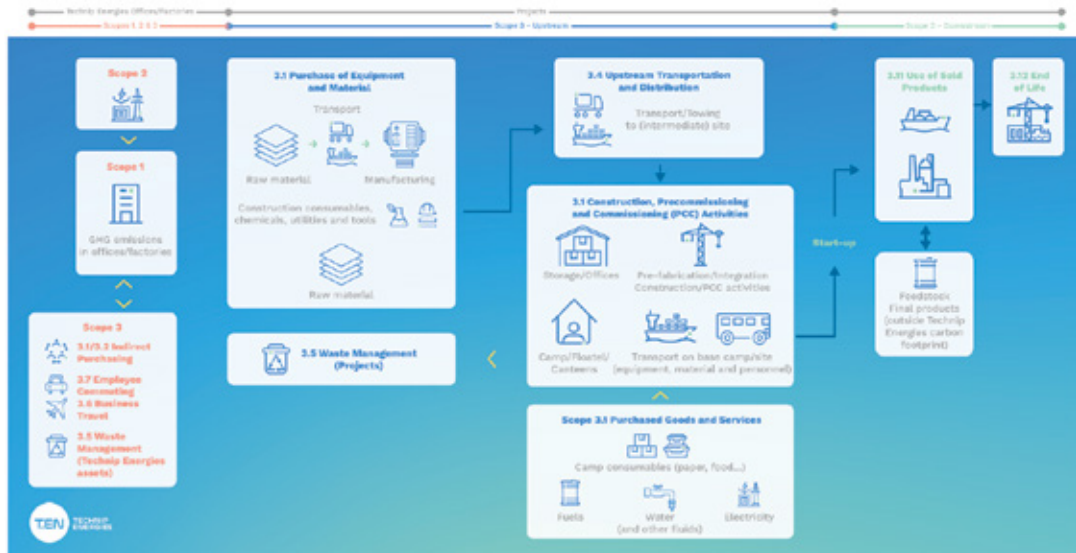 Technip Energies Offices/Factories
Projects
Scopes 1, 2 & 3
Scope 3 - Upstream
Scope 3 - Downstream
Scope 2
Scope 1
GHG emissions
in offices/factories
Scope 3
3.1/3.2 Indirect
Purchasing
3.7 Employee
Commuting
3.6 Business
Travel
3.5 Waste
Management
(Technip Energies
assets)
3.1 Purchase of Equipment
and Material
Transport
Raw material
Manufacturing
Construction consumables,
chemicals, utilities and tools
Raw material
3.5 Waste Management
(Projects)
3.4 Upstream Transportation
and Distribution
Transport/Towing
to (intermediate) site
3.1 Construction, Precommissioning
and Commissioning (PCC) Activities
Storage/Offices
Pre-fabrication/Integration
Construction/PCC activities
Camp/Floatel/
Canteens
Transport on base camp/site
(equipment, material and personnel)
Scope 3.1 Purchased Goods and Services
Camp consumables (paper, food...)
Fuels
Water
(and other fluids)
Electricity
Start-up
3.11 Use of Sold
Products
3.12 End
of Life
Feedstock
Final products
(outside Technip
Energies carbon
footprint)
TEN
TECHNIP
ENERGIES